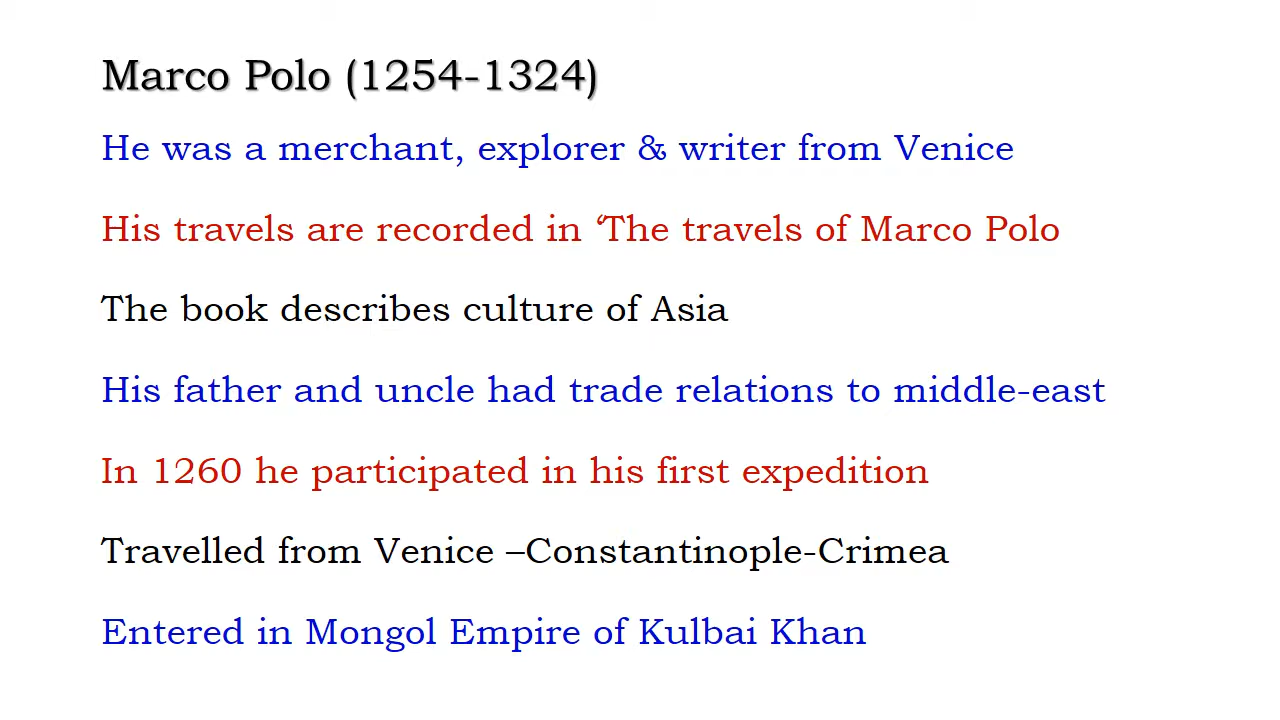 Marco Polo (1254-1324)
He was a merchant, explorer & writer from Venice
His travels are recorded in ‘The travels of Marco Polo
The book describes culture of Asia
His father and uncle had trade relations to middle-east
In 1260 he participated in his first expedition
Travelled from Venice –Constantinople-Crimea
Entered in Mongol Empire of Kulbai Khan